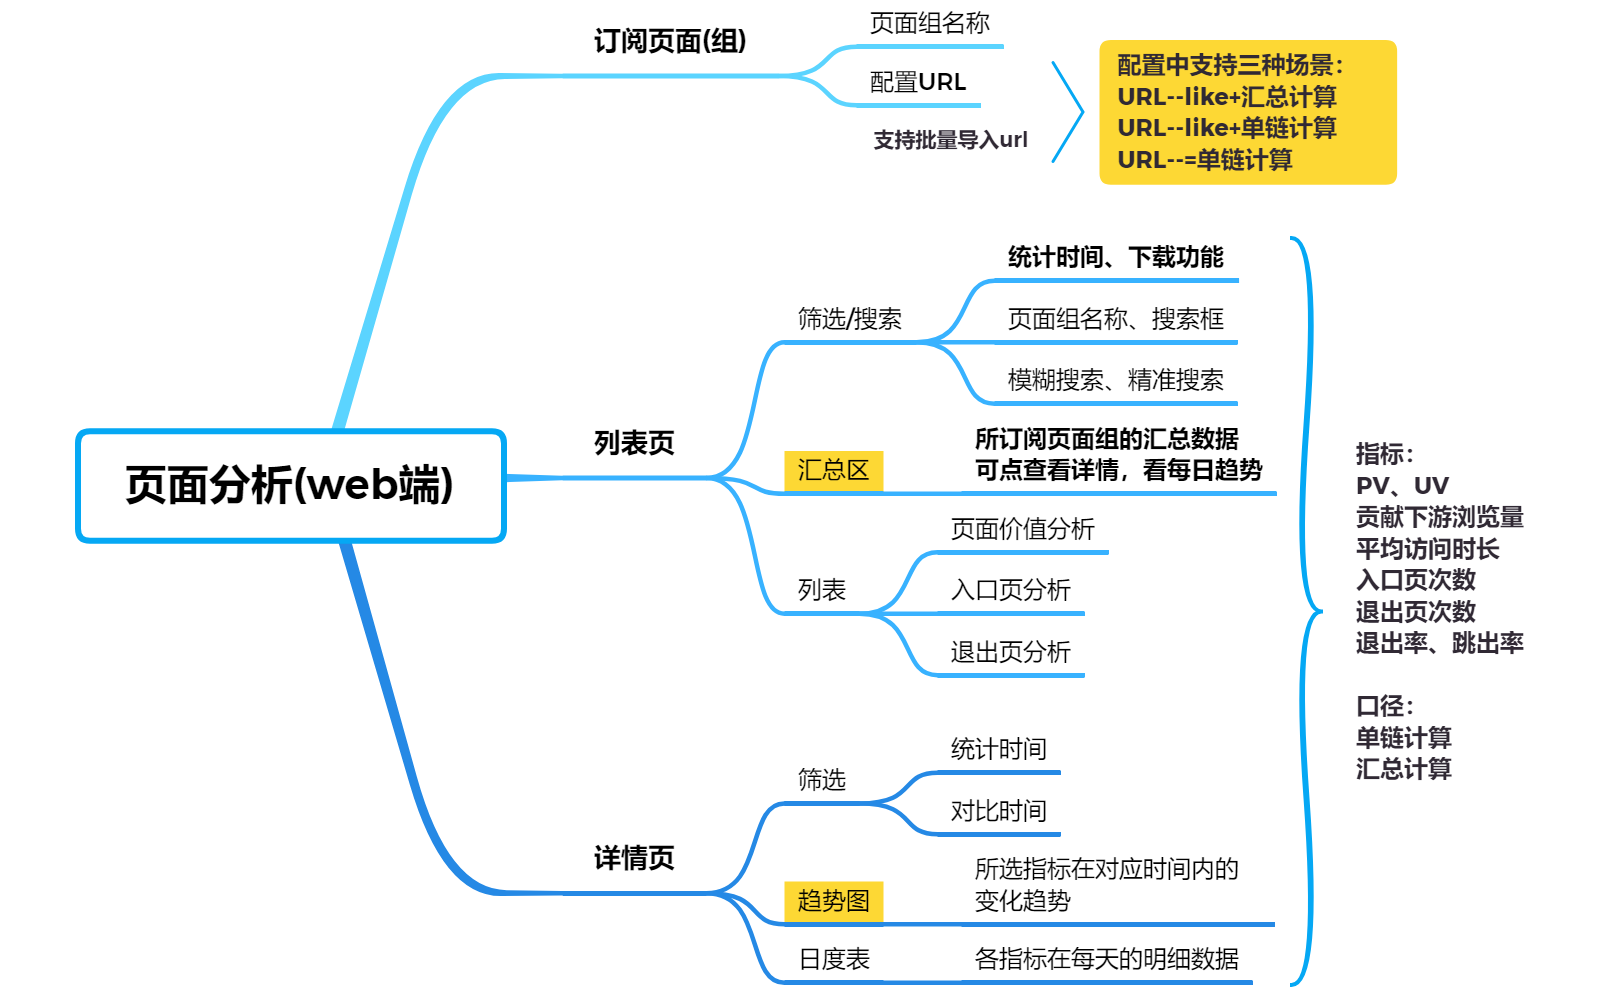 页面分析(web端)
订阅页面(组)
页面组名称
配置URL
支持批量导入url
配置中支持三种场景：
URL--like+汇总计算
URL--like+单链计算
URL--=单链计算
列表页
筛选/搜索
统计时间、下载功能
页面组名称、搜索框
模糊搜索、精准搜索
汇总区
所订阅页面组的汇总数据
可点查看详情，看每日趋势
列表
页面价值分析
入口页分析
退出页分析
详情页
筛选
统计时间
对比时间
趋势图
所选指标在对应时间内的
变化趋势
日度表
各指标在每天的明细数据
指标：
PV、UV
贡献下游浏览量
平均访问时长
入口页次数
退出页次数
退出率、跳出率
口径：
单链计算
汇总计算